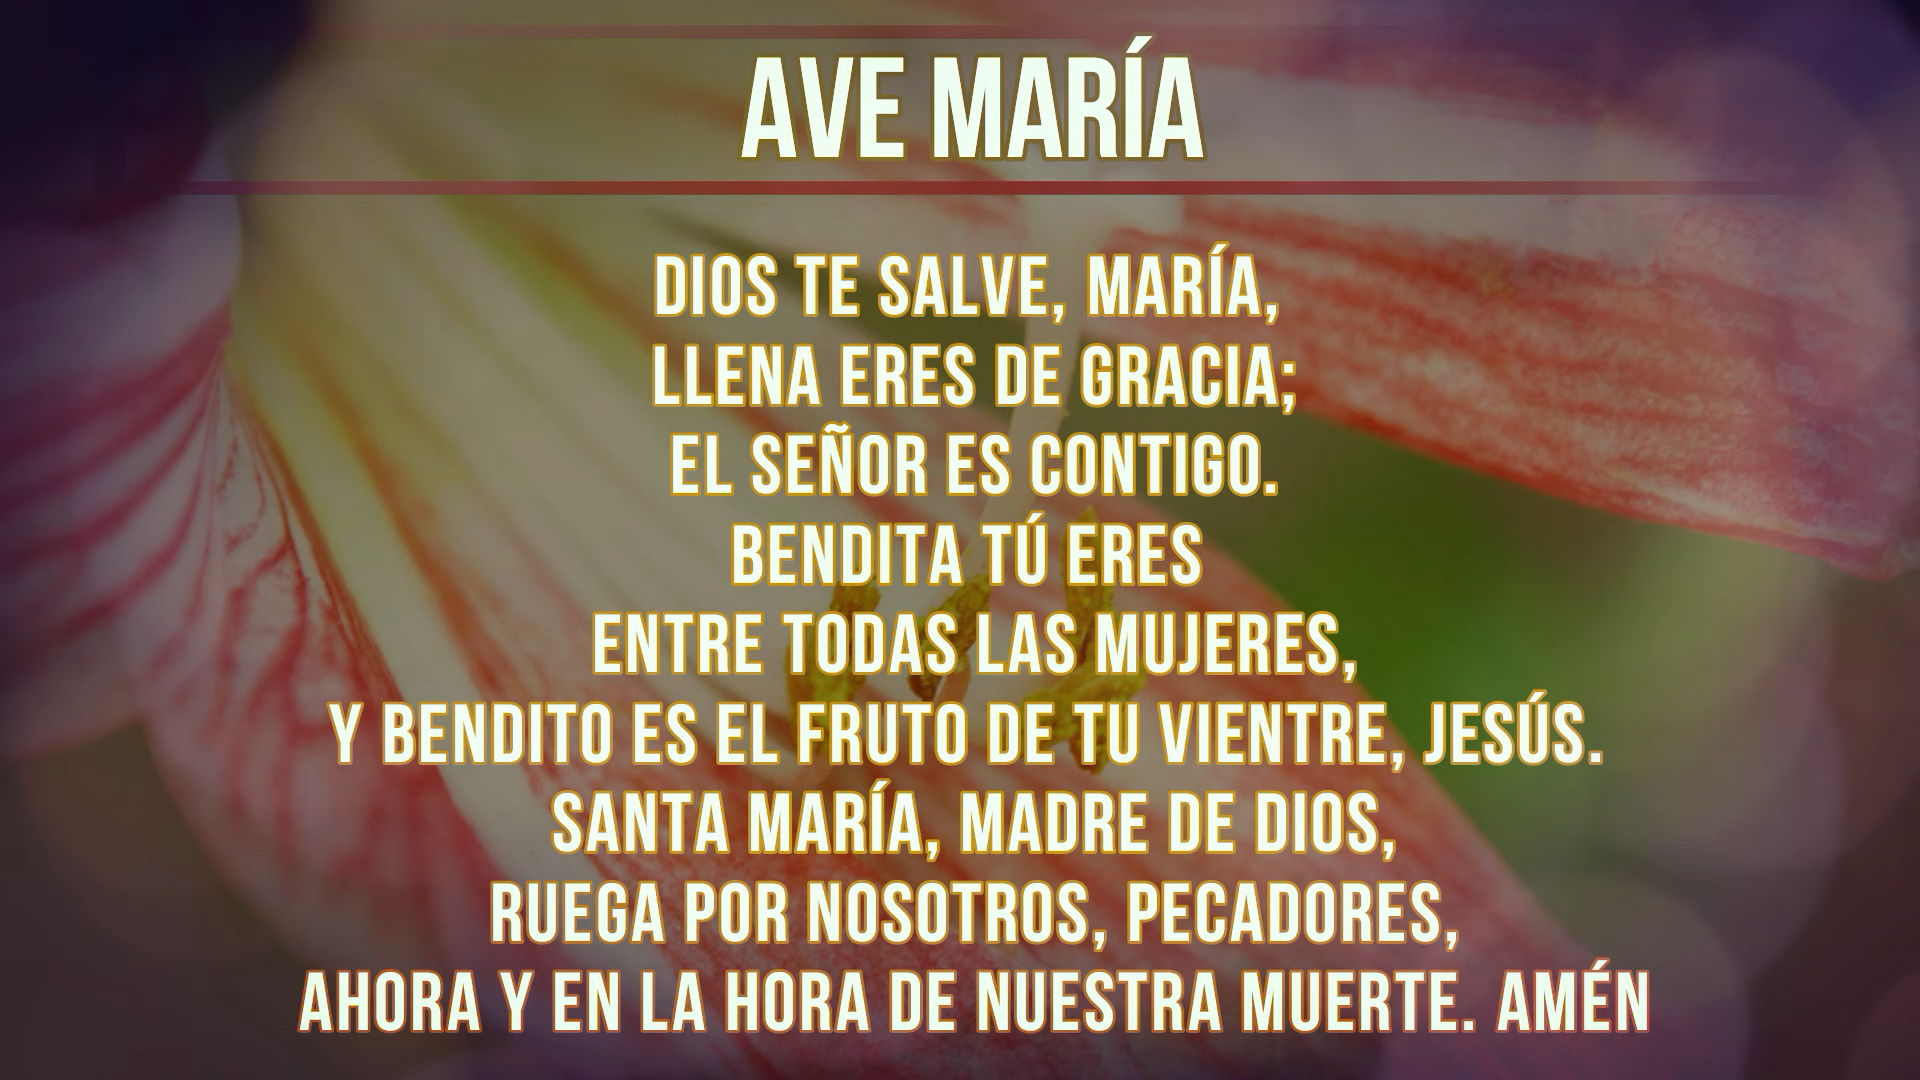 AVE MARÍA
DIOS TE SALVE, MARÍA,
LLENA ERES DE GRACIA;
EL SEÑOR ES CONTIGO.
BENDITA TÚ ERES
ENTRE TODAS LAS MUJERES,
Y BENDITO ES EL FRUTO DE TU VIENTRE, JESÚS.
SANTA MARÍA, MADRE DE DIOS,
RUEGA POR NOSOTROS, PECADORES,
AHORA Y EN LA HORA DE NUESTRA MUERTE. AMÉN